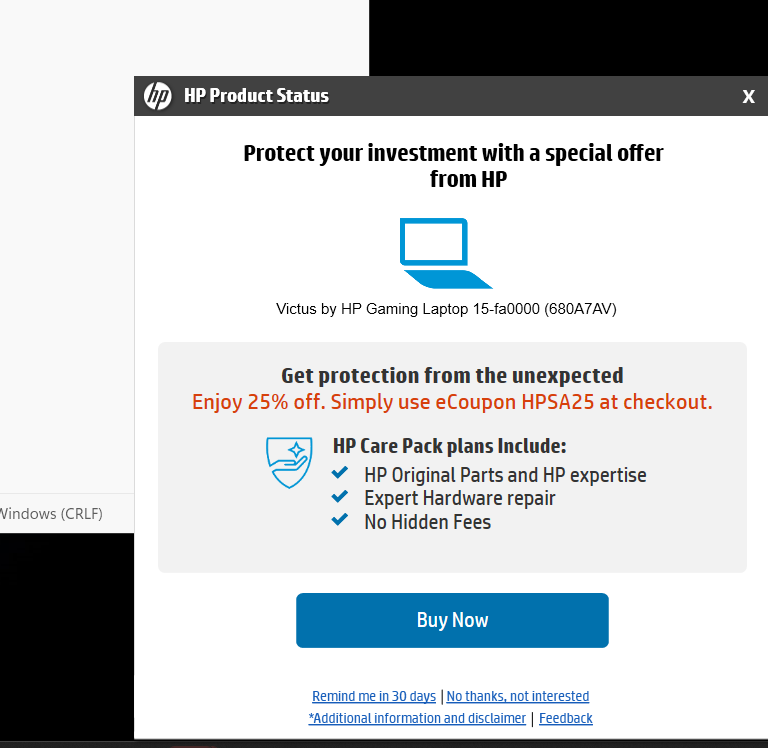 hp HP Product Status X
Protect your investment with a special offer
from HP
Victus by HP Gaming Laptop 15-fa0000 (680A7AV)
Get protection from the unexpected
Enjoy 25% off. Simply use eCoupon HPSA25 at checkout.
HP Care Pack plans Include:
HP Original Parts and HP expertise
Expert Hardware repair
No Hidden Fees
Windows (CRLF)
Buy Now
Remind me in 30 days | No thanks, not interested
*Additional information and disclaimer | Feedback